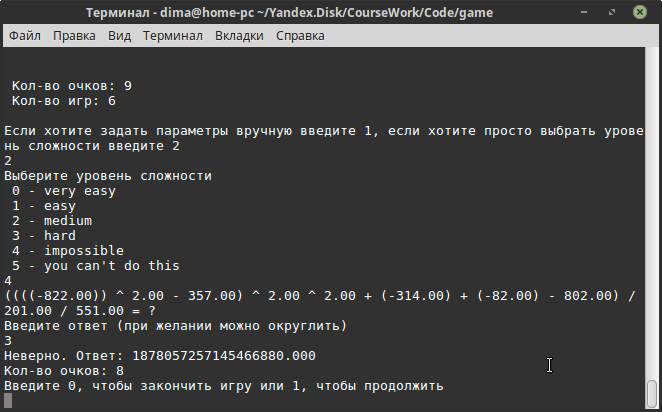 Терминал - dima@home-pc ~/Yandex.Disk/CourseWork/Code/game
Файл Правка Вид Терминал Вкладки Справка
Кол-во очков: 9
Кол-во игр: 6
Если хотите задать параметры вручную введите 1, если хотите просто выбрать урове
нь сложности введите 2
2
Выберите уровень сложности
0 - very easy
1 - easy
2 - medium
3 - hard
4 - impossible
5 - you can't do this
4
((((-822.00)) ^ 2.00 - 357.00) ^ 2.00 ^ 2.00 + (-314.00) + (-82.00) - 802.00) /
201.00 / 551.00 = ?
Введите ответ (при желании можно округлить)
3
Неверно. Ответ: 1878057257145466880.000
Кол-во очков: 8
Введите 0, чтобы закончить игру или 1, чтобы продолжить